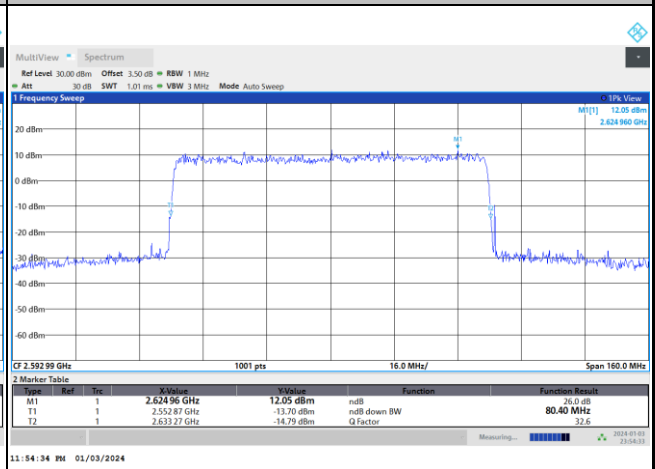 MultiView Spectrum
Ref Level 30.00 dBm Offset 3.50 dB RBW 1 MHz
Att 30 dB SWT 1.01 ms VBW 3 MHz Mode Auto Sweep
1 Frequency Sweep 1Pk View
M1[1] 12.05 dBm
2.624 960 GHz
M1
20 dBm
10 dBm
0 dBm
-10 dBm
-20 dBm
-30 dBm
-40 dBm
-50 dBm
-60 dBm
CF 2.592 99 GHz 1001 pts 16.0 MHz/ Span 160.0 MHz
2 Marker Table
Type Ref Trc X-Value Y-Value Function Function Result
M1 1 2.624 96 GHz 12.05 dBm ndB 26.0 dB
T1 1 2.552 87 GHz -13.70 dBm ndB down BW 80.40 MHz
T2 1 2.633 27 GHz -14.79 dBm Q Factor 32.6
Measuring... 2024-01-03
23:54:33
11:54:34 PM 01/03/2024